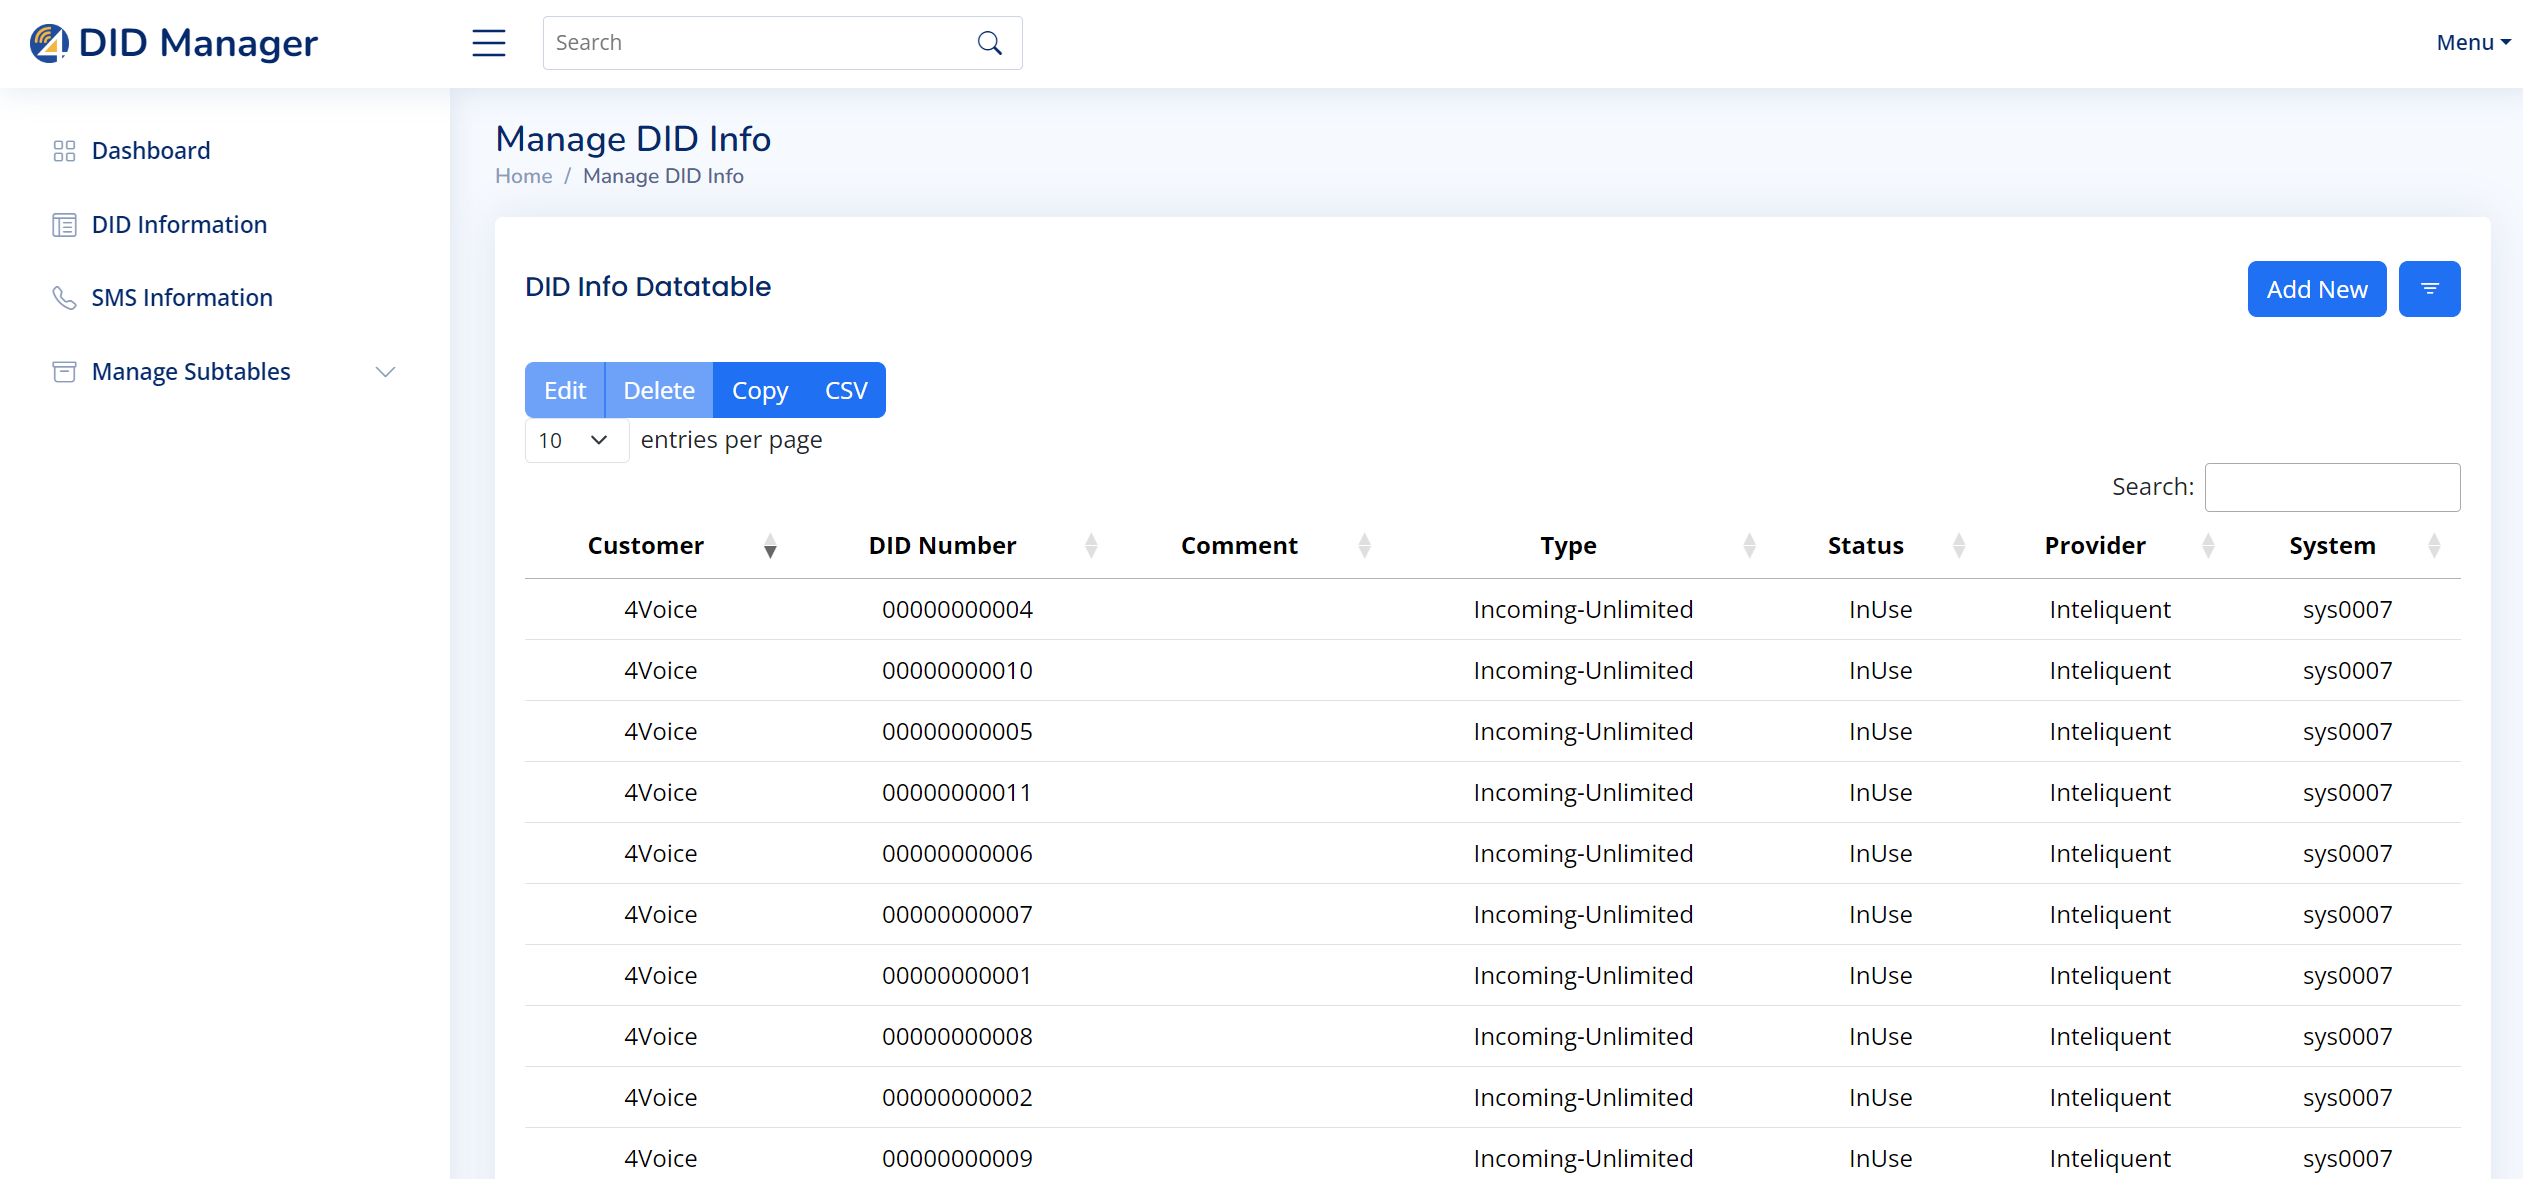 DID Manager
Search
Menu
Dashboard
DID Information
SMS Information
Manage Subtables
Manage DID Info
Home / Manage DID Info
DID Info Datatable
Add New
Edit Delete Copy CSV
10 entries per page
Search:
Customer DID Number Comment Type Status Provider System
4Voice 00000000004 Incoming-Unlimited InUse Inteliquent sys0007
4Voice 00000000010 Incoming-Unlimited InUse Inteliquent sys0007
4Voice 00000000005 Incoming-Unlimited InUse Inteliquent sys0007
4Voice 00000000011 Incoming-Unlimited InUse Inteliquent sys0007
4Voice 00000000006 Incoming-Unlimited InUse Inteliquent sys0007
4Voice 00000000007 Incoming-Unlimited InUse Inteliquent sys0007
4Voice 00000000001 Incoming-Unlimited InUse Inteliquent sys0007
4Voice 00000000008 Incoming-Unlimited InUse Inteliquent sys0007
4Voice 00000000002 Incoming-Unlimited InUse Inteliquent sys0007
4Voice 00000000009 Incoming-Unlimited InUse Inteliquent sys0007